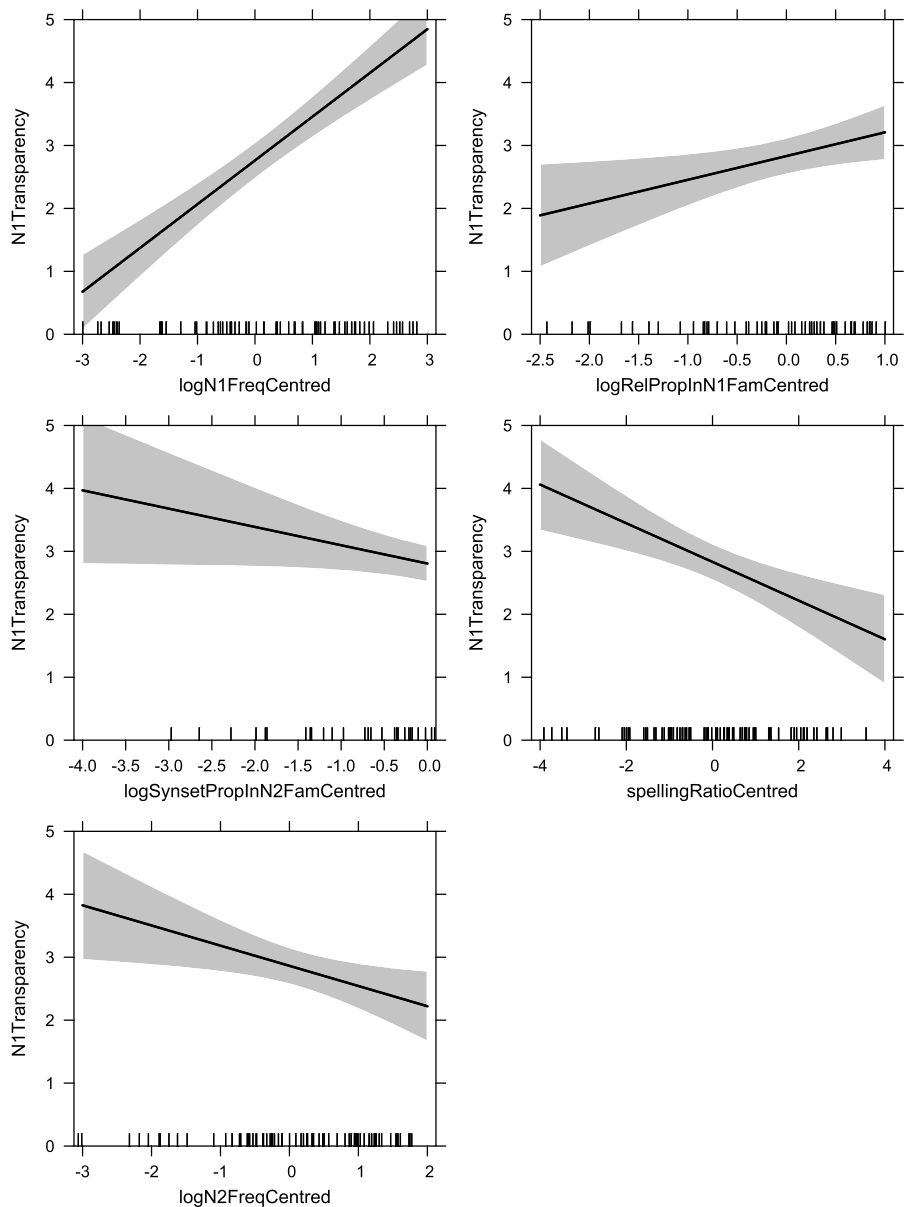 5
4
3
2
1
0
N1Transparency
-3 -2 -1 0 1 2 3
logN1FreqCentred
5
4
3
2
1
0
N1Transparency
-2.5 -2.0 -1.5 -1.0 -0.5 0.0 0.5 1.0
logRelPropInN1FamCentred
5
4
3
2
1
0
N1Transparency
-4.0 -3.5 -3.0 -2.5 -2.0 -1.5 -1.0 -0.5 0.0
logSynsetPropInN2FamCentred
5
4
3
2
1
0
N1Transparency
-4 -2 0 2 4
spellingRatioCentred
5
4
3
2
1
0
N1Transparency
-3 -2 -1 0 1 2
logN2FreqCentred